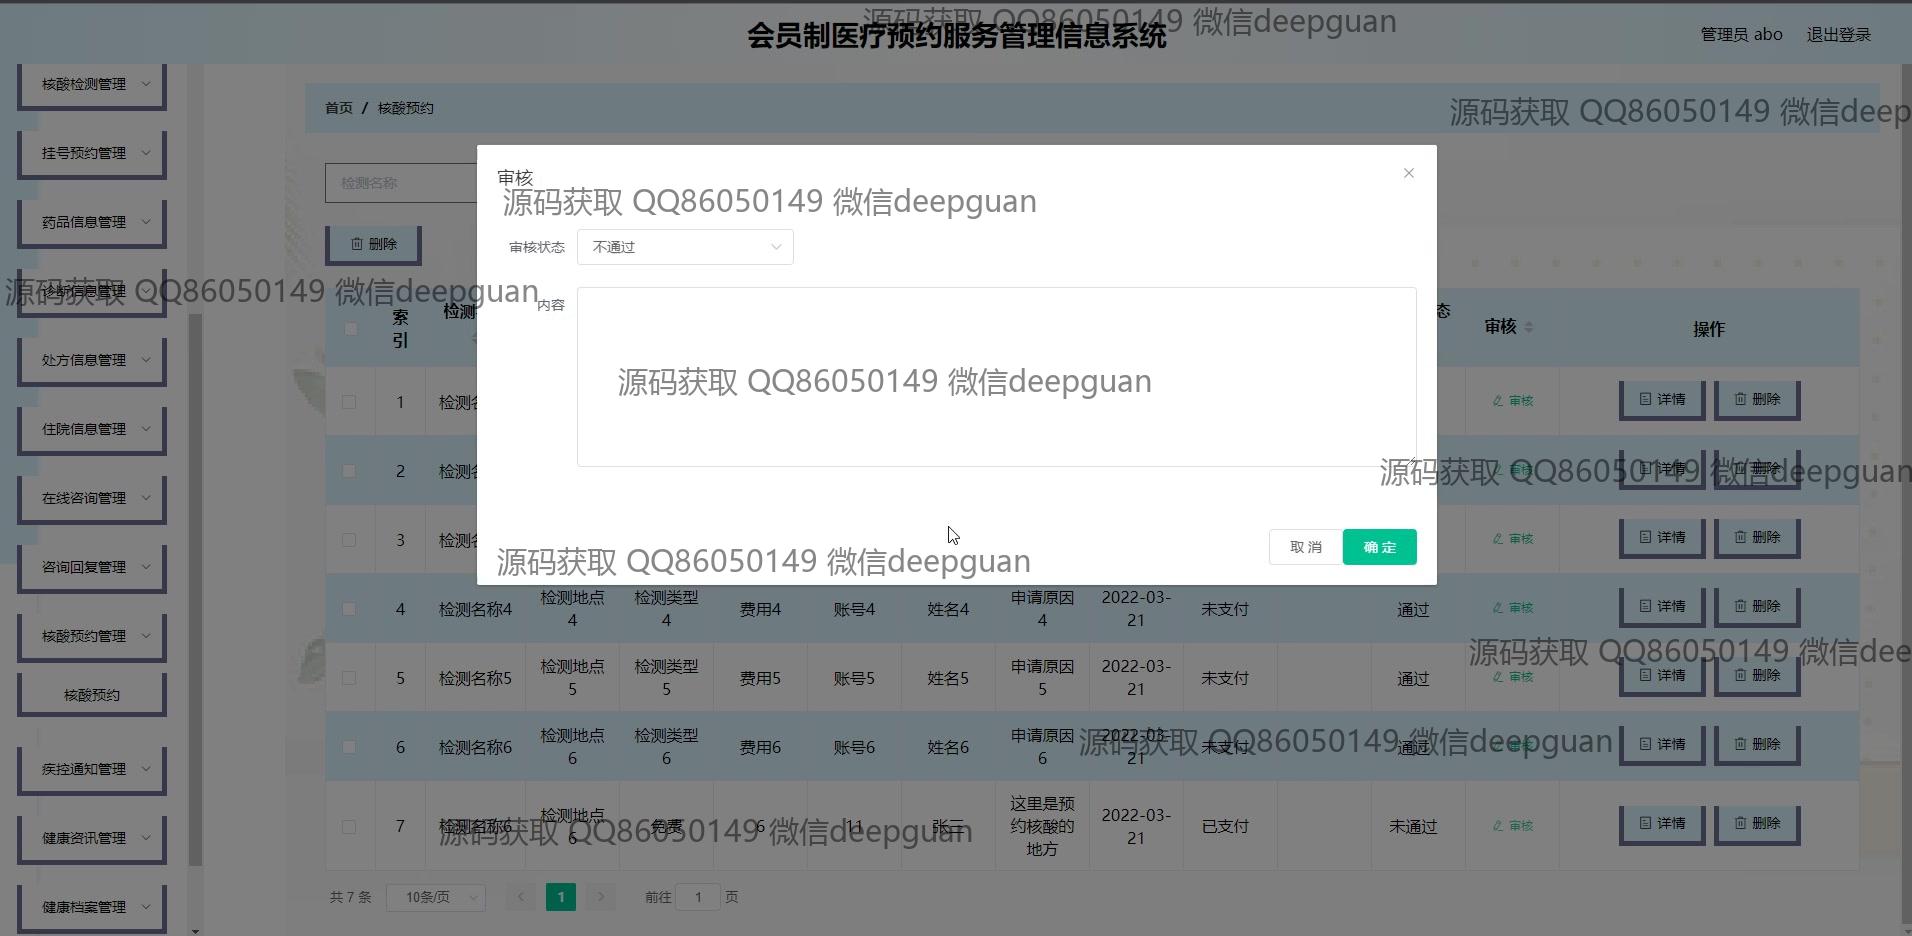 源码获取 QQ86050149 微信deepguan
会员制医疗预约服务管理信息系统
管理员 abo
退出登录
核酸检测管理
挂号预约管理
药品信息管理
诊断信息管理
处方信息管理
住院信息管理
在线咨询管理
咨询回复管理
核酸预约管理
核酸预约
疾控通知管理
健康资讯管理
健康档案管理
首页 / 核酸预约
源码获取 QQ86050149 微信deep
检测名称
删除
源码获取 QQ86050149 微信deepguan
审核
源码获取 QQ86050149 微信deepguan
审核状态 不通过
内容
源码获取 QQ86050149 微信deepguan
源码获取 QQ86050149 微信deepguan
取 消 确 定
索引 检测 态 审核 操作
1 检测名 审核 详情 删除
2 检测名 审核 详情 删除
源码获取 QQ86050149 微信deepguan
3 检测名 审核 详情 删除
4 检测名称4 检测地点4 检测类型4 费用4 账号4 姓名4 申请原因4 2022-03-21 未支付 通过 审核 详情 删除
源码获取 QQ86050149 微信dee
5 检测名称5 检测地点5 检测类型5 费用5 账号5 姓名5 申请原因5 2022-03-21 未支付 通过 审核 详情 删除
6 检测名称6 检测地点6 检测类型6 费用6 账号6 姓名6 申请原因6 2022-03-21 未支付 通过 审核 详情 删除
源码获取 QQ86050149 微信deepguan
7 检测名称6 检测地点6 免费 6 11 张三 这里是预约核酸的地方 2022-03-21 已支付 未通过 审核 详情 删除
源码获取 QQ86050149 微信deepguan
共 7 条 10条/页 1 前往 1 页